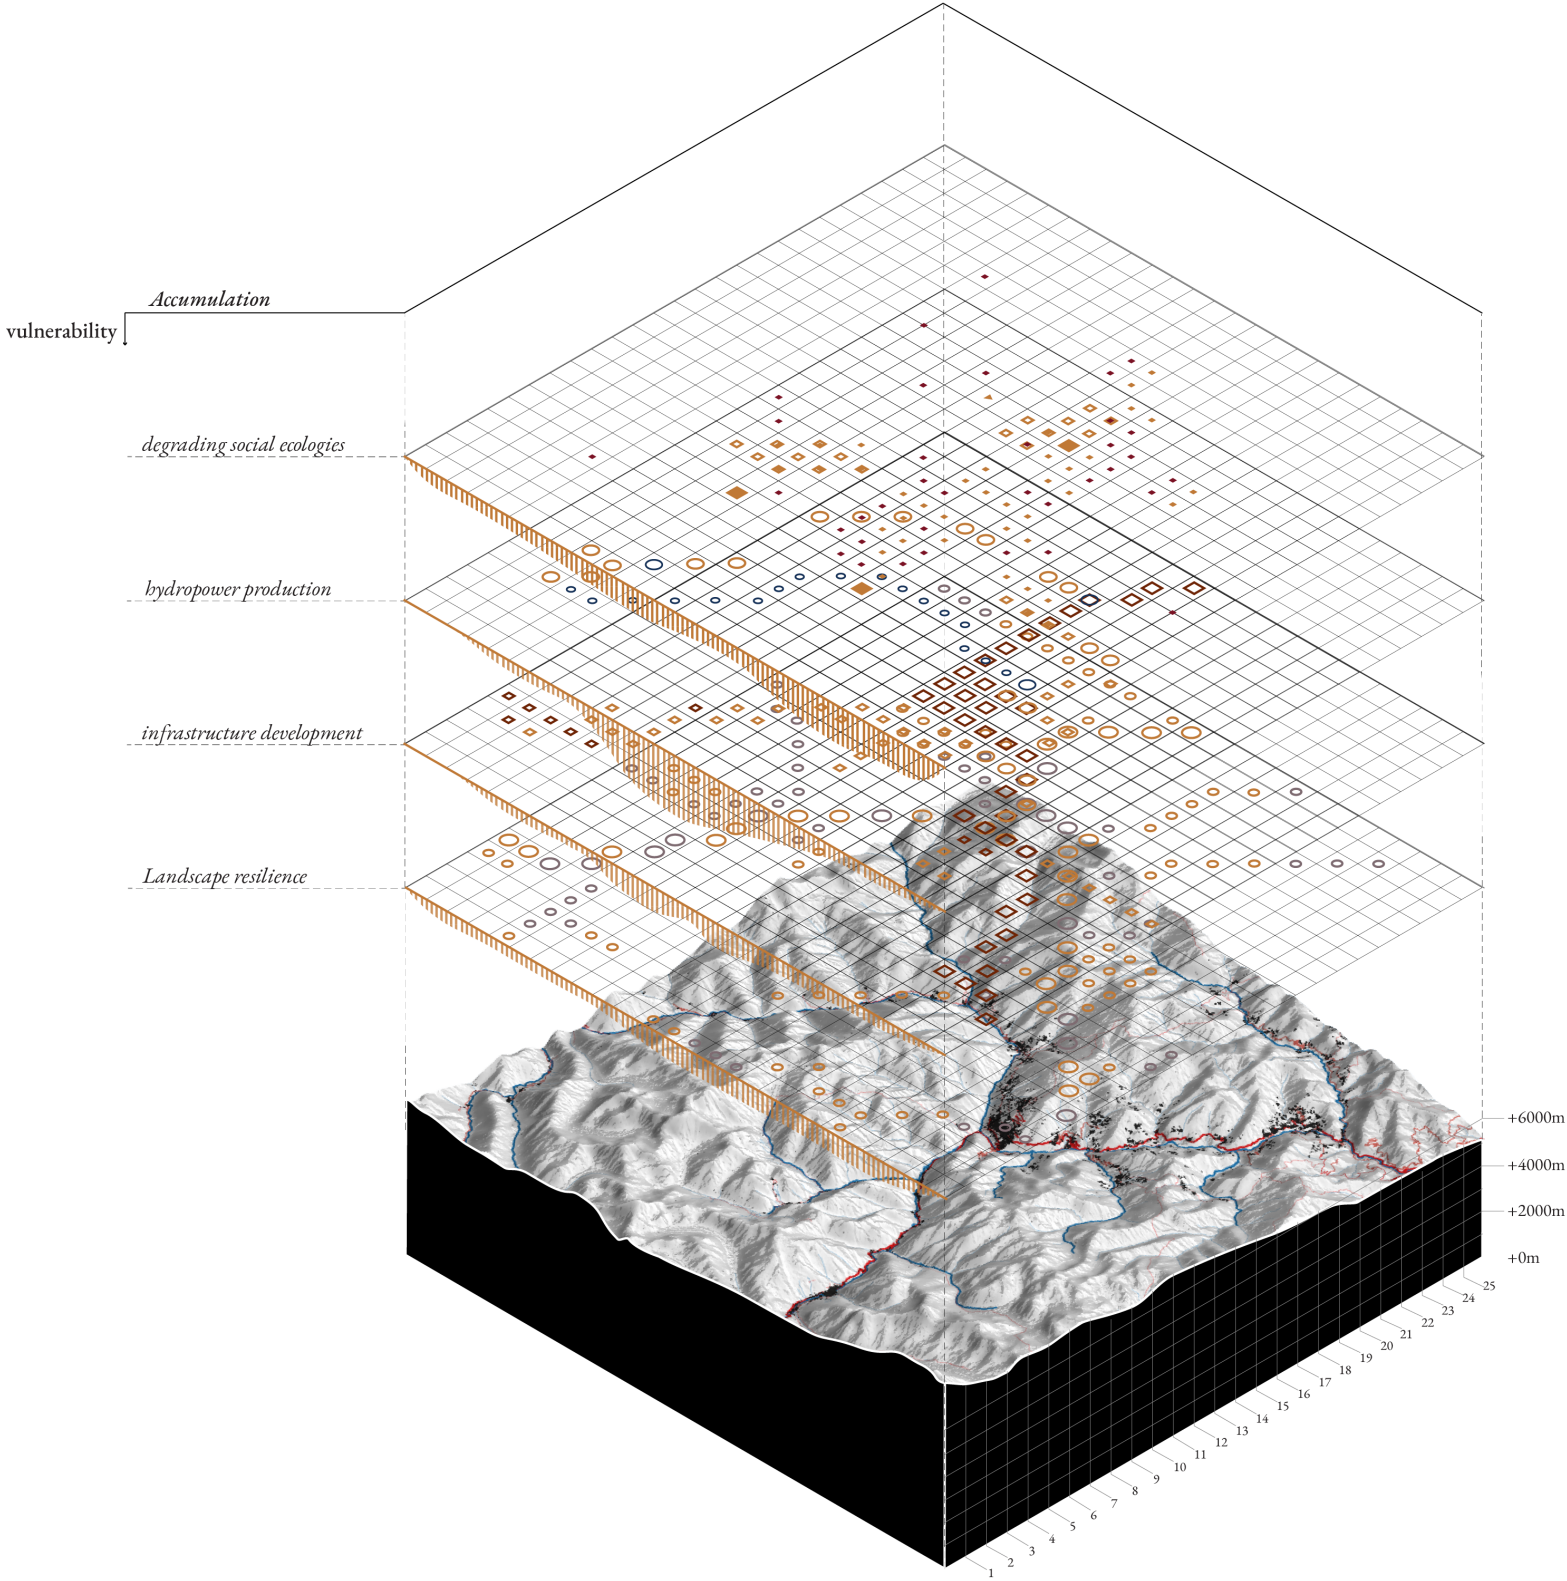 Accumulation
vulnerability
degrading social ecologies
hydropower production
infrastructure development
Landscape resilience
+6000m
+4000m
+2000m
+0m
25
24
23
22
21
20
19
18
17
16
15
14
13
12
11
10
9
8
7
6
5
4
3
2
1